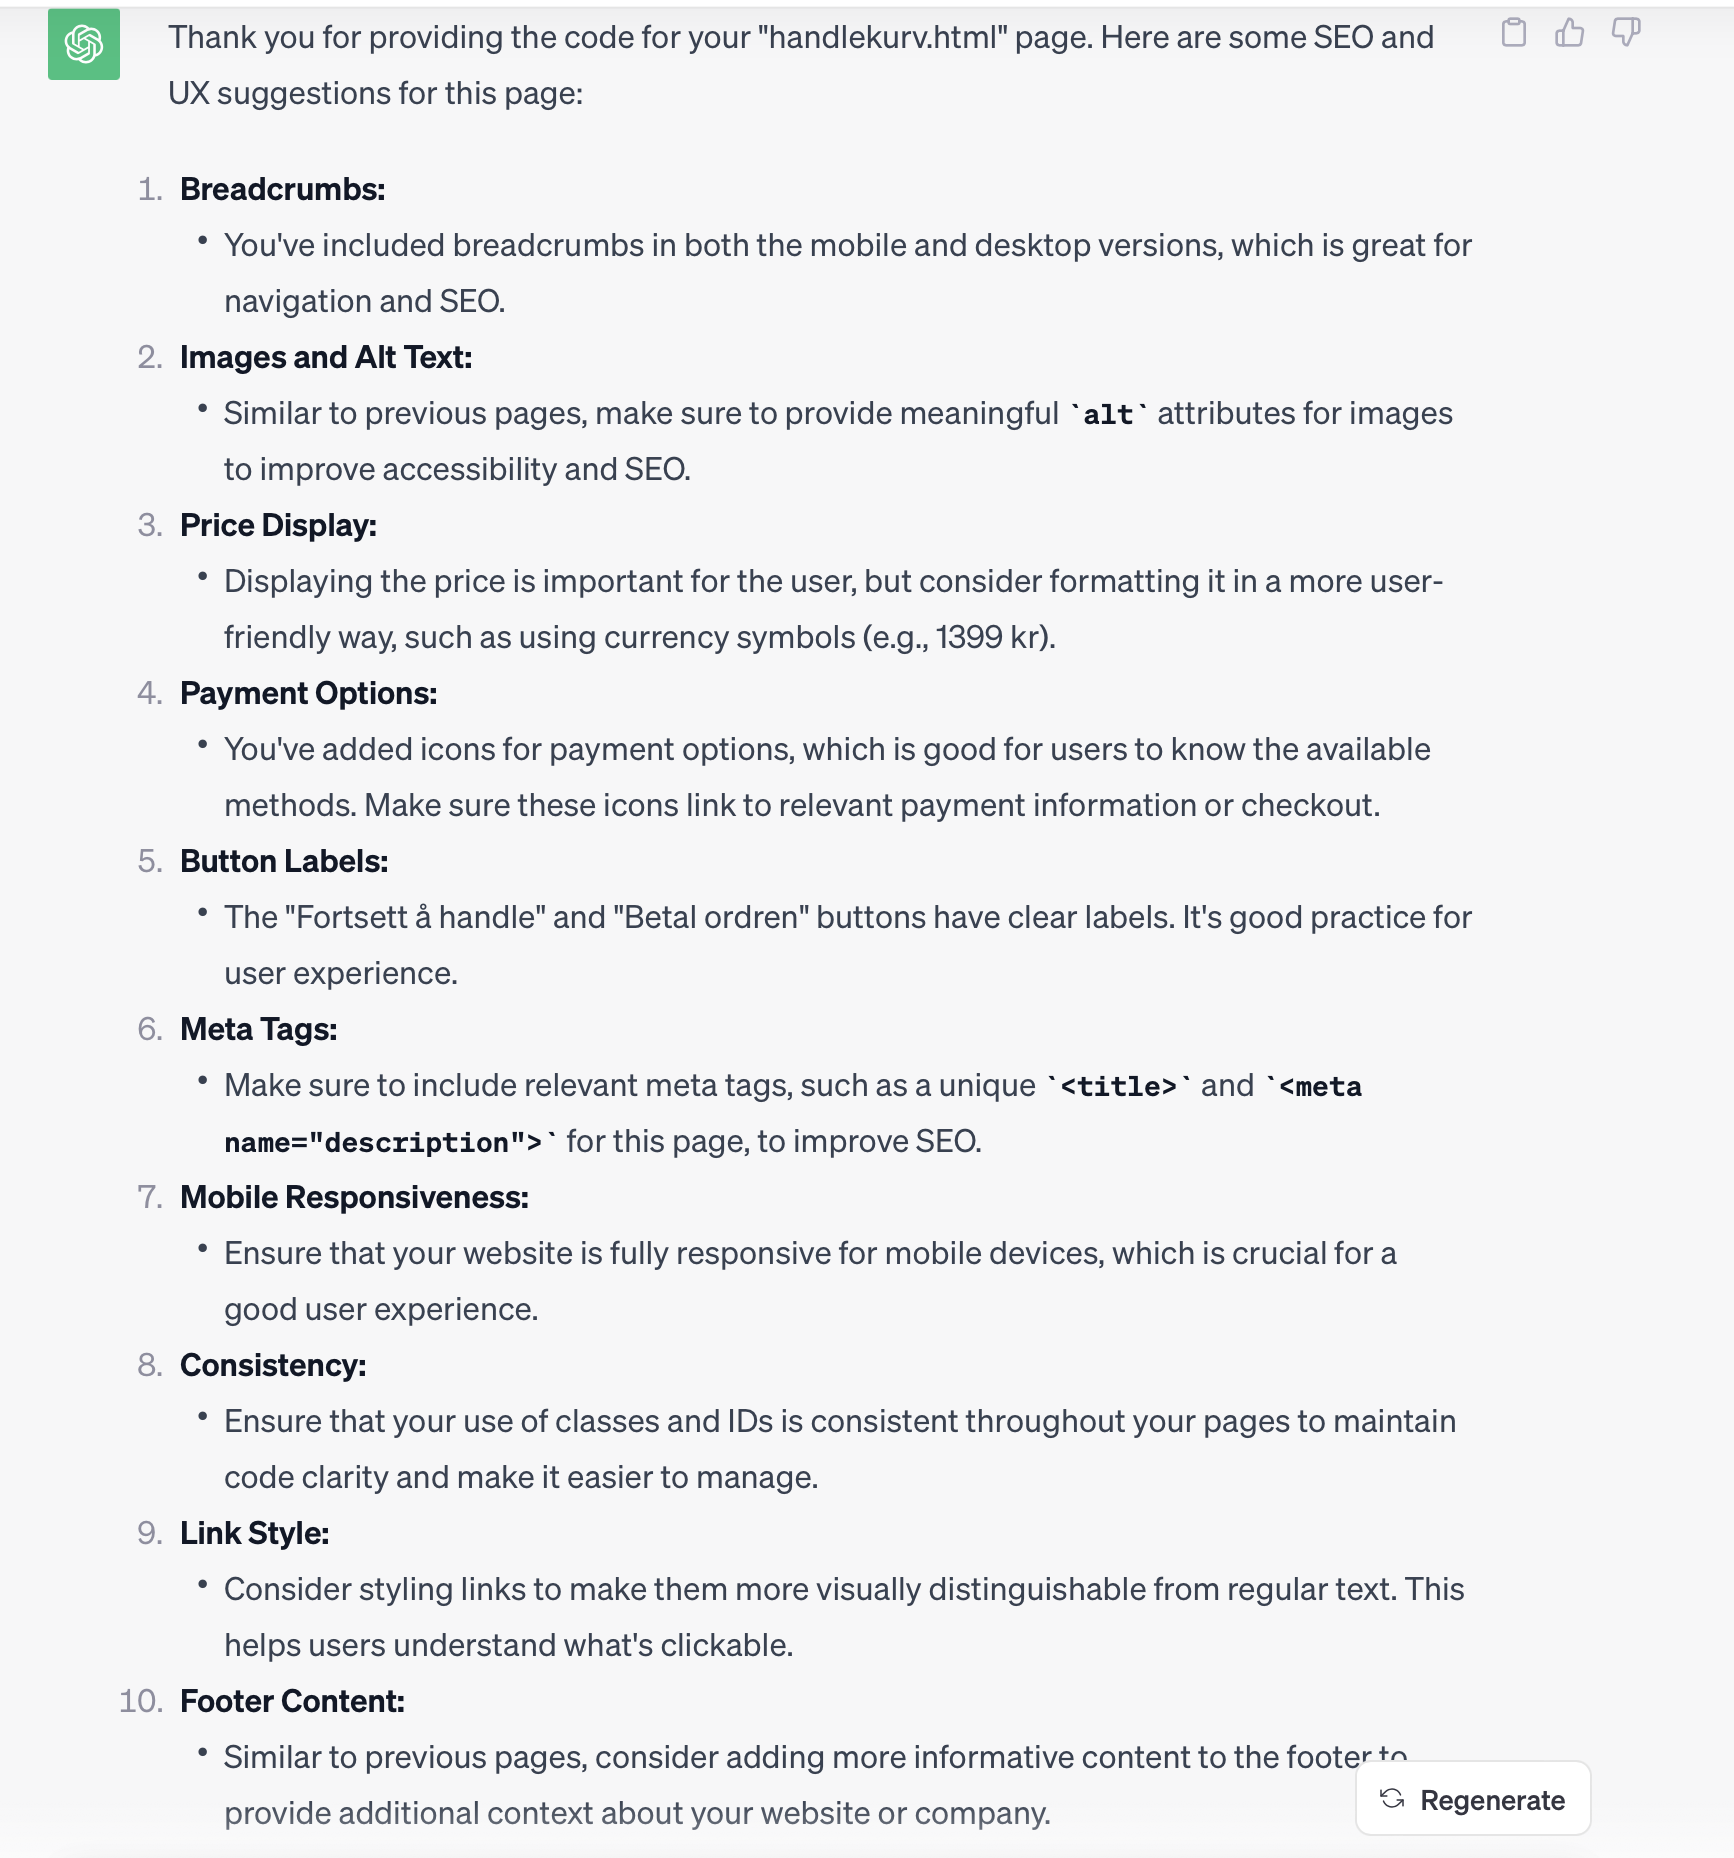 Thank you for providing the code for your "handlekurv.html" page. Here are some SEO and
UX suggestions for this page:
1. Breadcrumbs:
• You've included breadcrumbs in both the mobile and desktop versions, which is great for
navigation and SEO.
2. Images and Alt Text:
• Similar to previous pages, make sure to provide meaningful `alt` attributes for images
to improve accessibility and SEO.
3. Price Display:
• Displaying the price is important for the user, but consider formatting it in a more user-
friendly way, such as using currency symbols (e.g., 1399 kr).
4. Payment Options:
• You've added icons for payment options, which is good for users to know the available
methods. Make sure these icons link to relevant payment information or checkout.
5. Button Labels:
• The "Fortsett å handle" and "Betal ordren" buttons have clear labels. It's good practice for
user experience.
6. Meta Tags:
• Make sure to include relevant meta tags, such as a unique `<title>` and `<meta
name="description">` for this page, to improve SEO.
7. Mobile Responsiveness:
• Ensure that your website is fully responsive for mobile devices, which is crucial for a
good user experience.
8. Consistency:
• Ensure that your use of classes and IDs is consistent throughout your pages to maintain
code clarity and make it easier to manage.
9. Link Style:
• Consider styling links to make them more visually distinguishable from regular text. This
helps users understand what's clickable.
10. Footer Content:
• Similar to previous pages, consider adding more informative content to the footer to
provide additional context about your website or company.
Regenerate